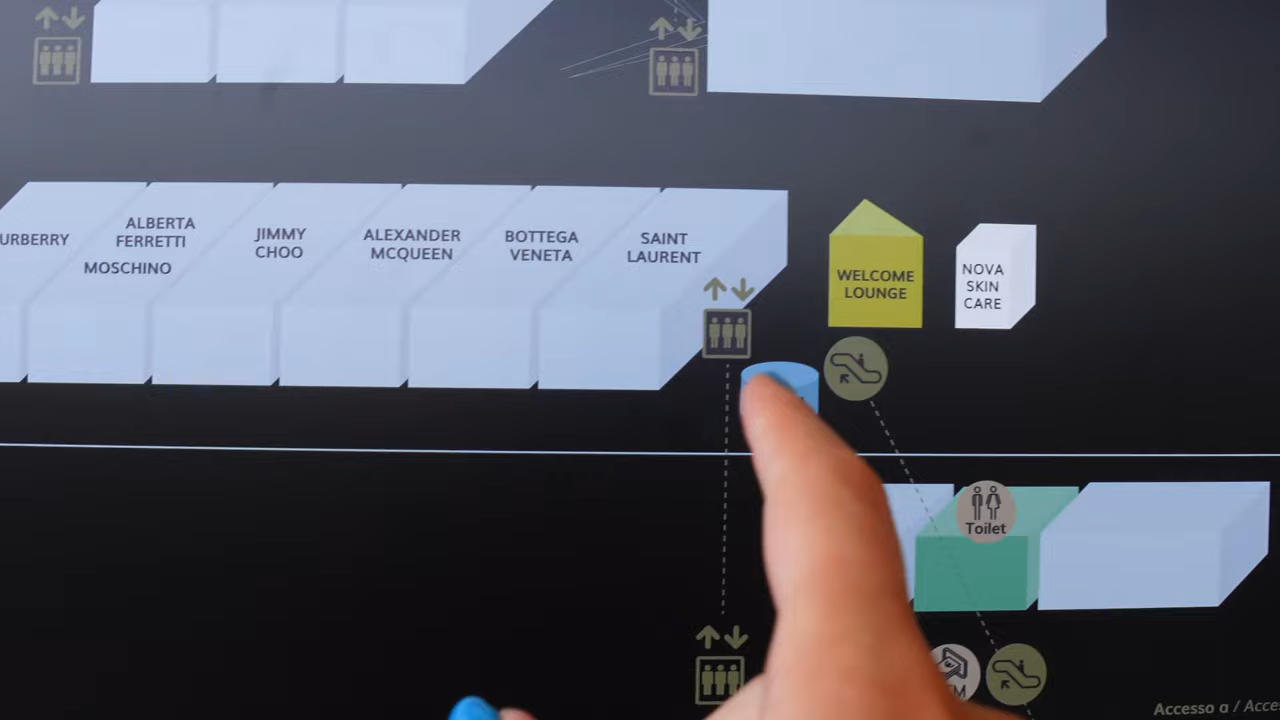 URBERRY
ALBERTA
FERRETTI
MOSCHINO
JIMMY
CHOO
ALEXANDER
MCQUEEN
BOTTEGA
VENETA
SAINT
LAURENT
WELCOME
LOUNGE
NOVA
SKIN
CARE
Toilet
Accesso a / Acce